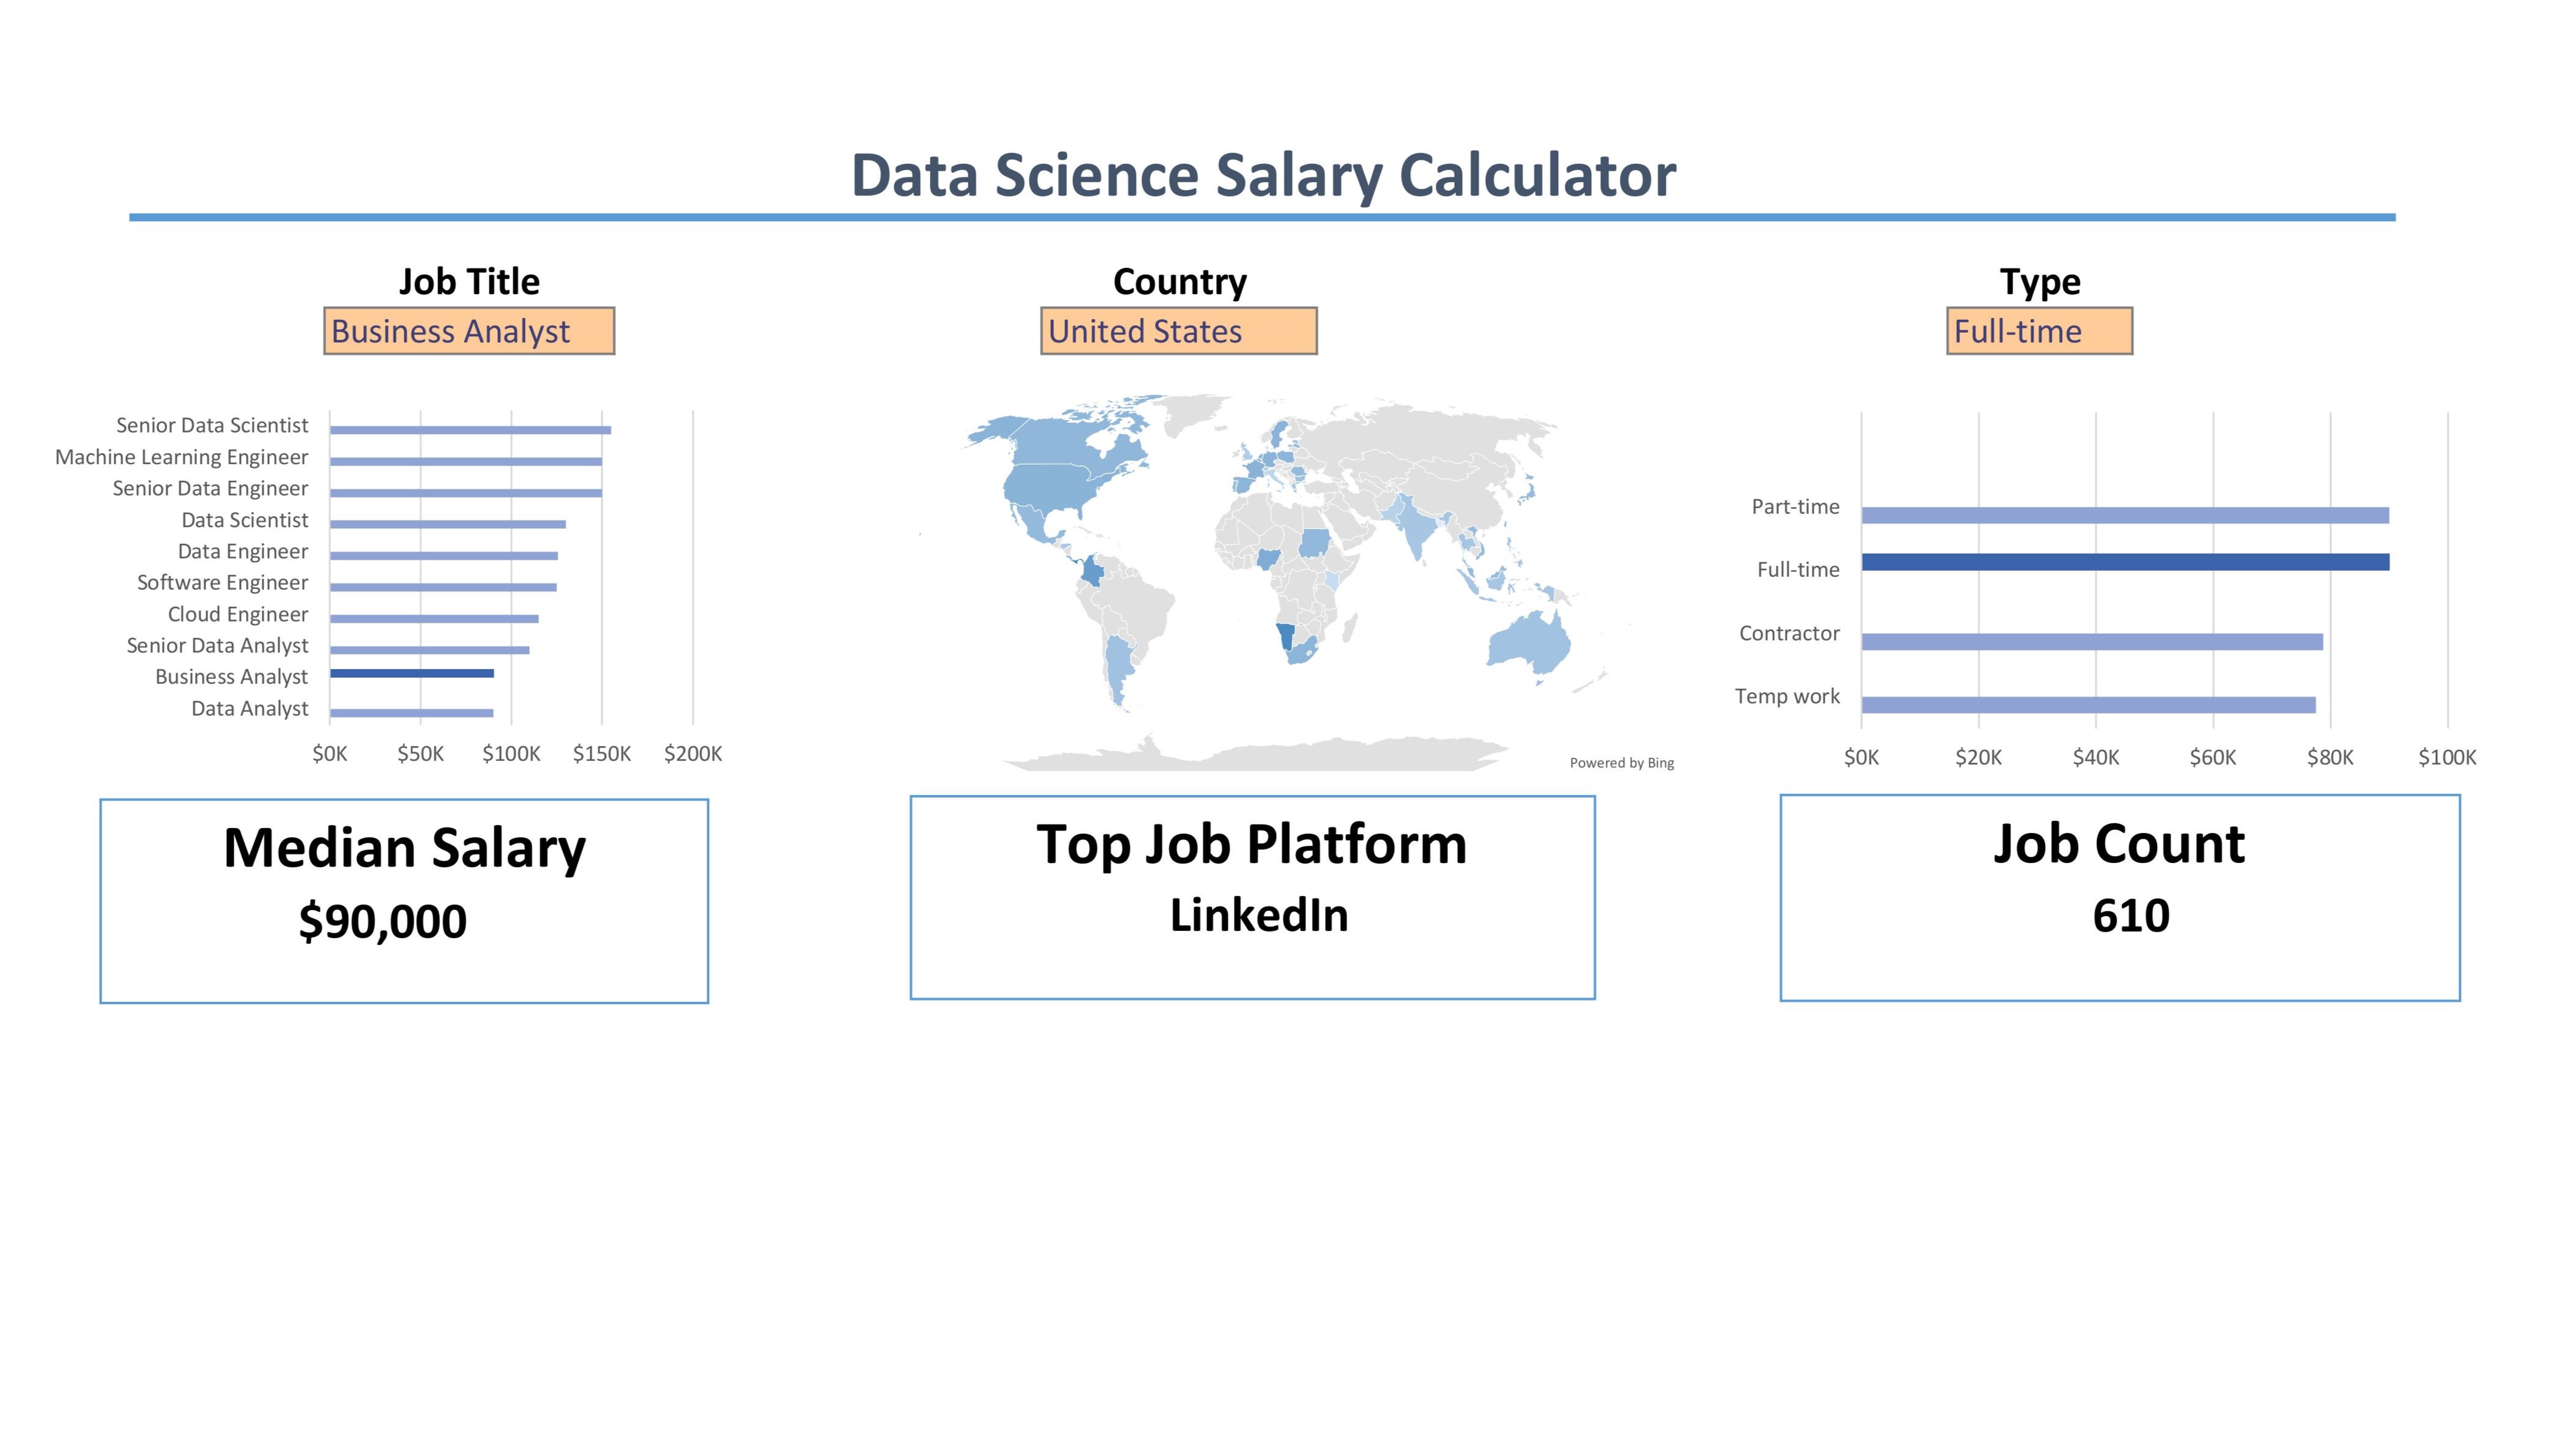 Data Science Salary Calculator
Job Title
Business Analyst
Country
United States
Type
Full-time
Senior Data Scientist
Machine Learning Engineer
Senior Data Engineer
Data Scientist
Data Engineer
Software Engineer
Cloud Engineer
Senior Data Analyst
Business Analyst
Data Analyst
$0K $50K $100K $150K $200K
Powered by Bing
Part-time
Full-time
Contractor
Temp work
$0K $20K $40K $60K $80K $100K
Median Salary
$90,000
Top Job Platform
LinkedIn
Job Count
610